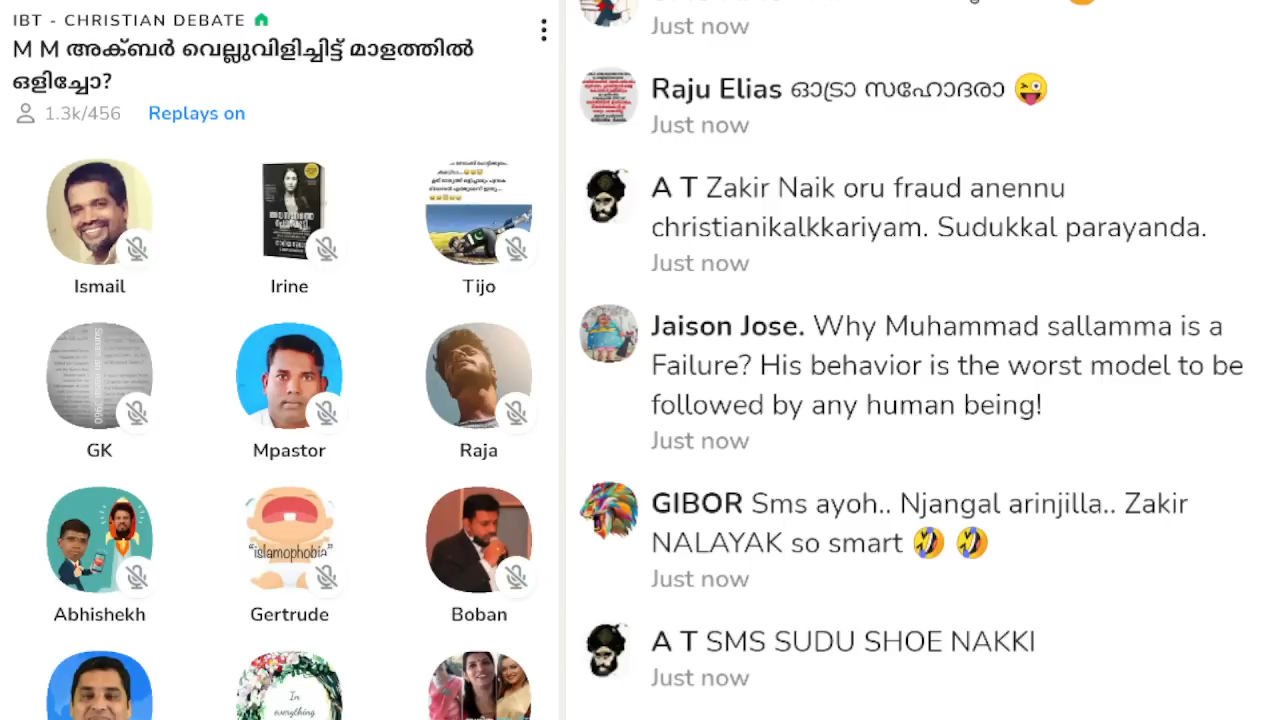 IBT - CHRISTIAN DEBATE
M M അക്ബർ വെല്ലുവിളിച്ചിട്ട് മാളത്തിൽ
ഒളിച്ചോ?
1.3k/456 Replays on
Ismail
Irine
Tijo
GK
Mpastor
Raja
"islamophobia"
Abhishekh
Gertrude
Boban
In
everything
Just now
Raju Elias ഓട്രാ സഹോദരാ 😜
Just now
A T Zakir Naik oru fraud anennu
christianikalkkariyam. Sudukkal parayanda.
Just now
Jaison Jose. Why Muhammad sallamma is a
Failure? His behavior is the worst model to be
followed by any human being!
Just now
GIBOR Sms ayoh.. Njangal arinjilla.. Zakir
NALAYAK so smart 🤣 🤣
Just now
A T SMS SUDU SHOE NAKKI
Just now